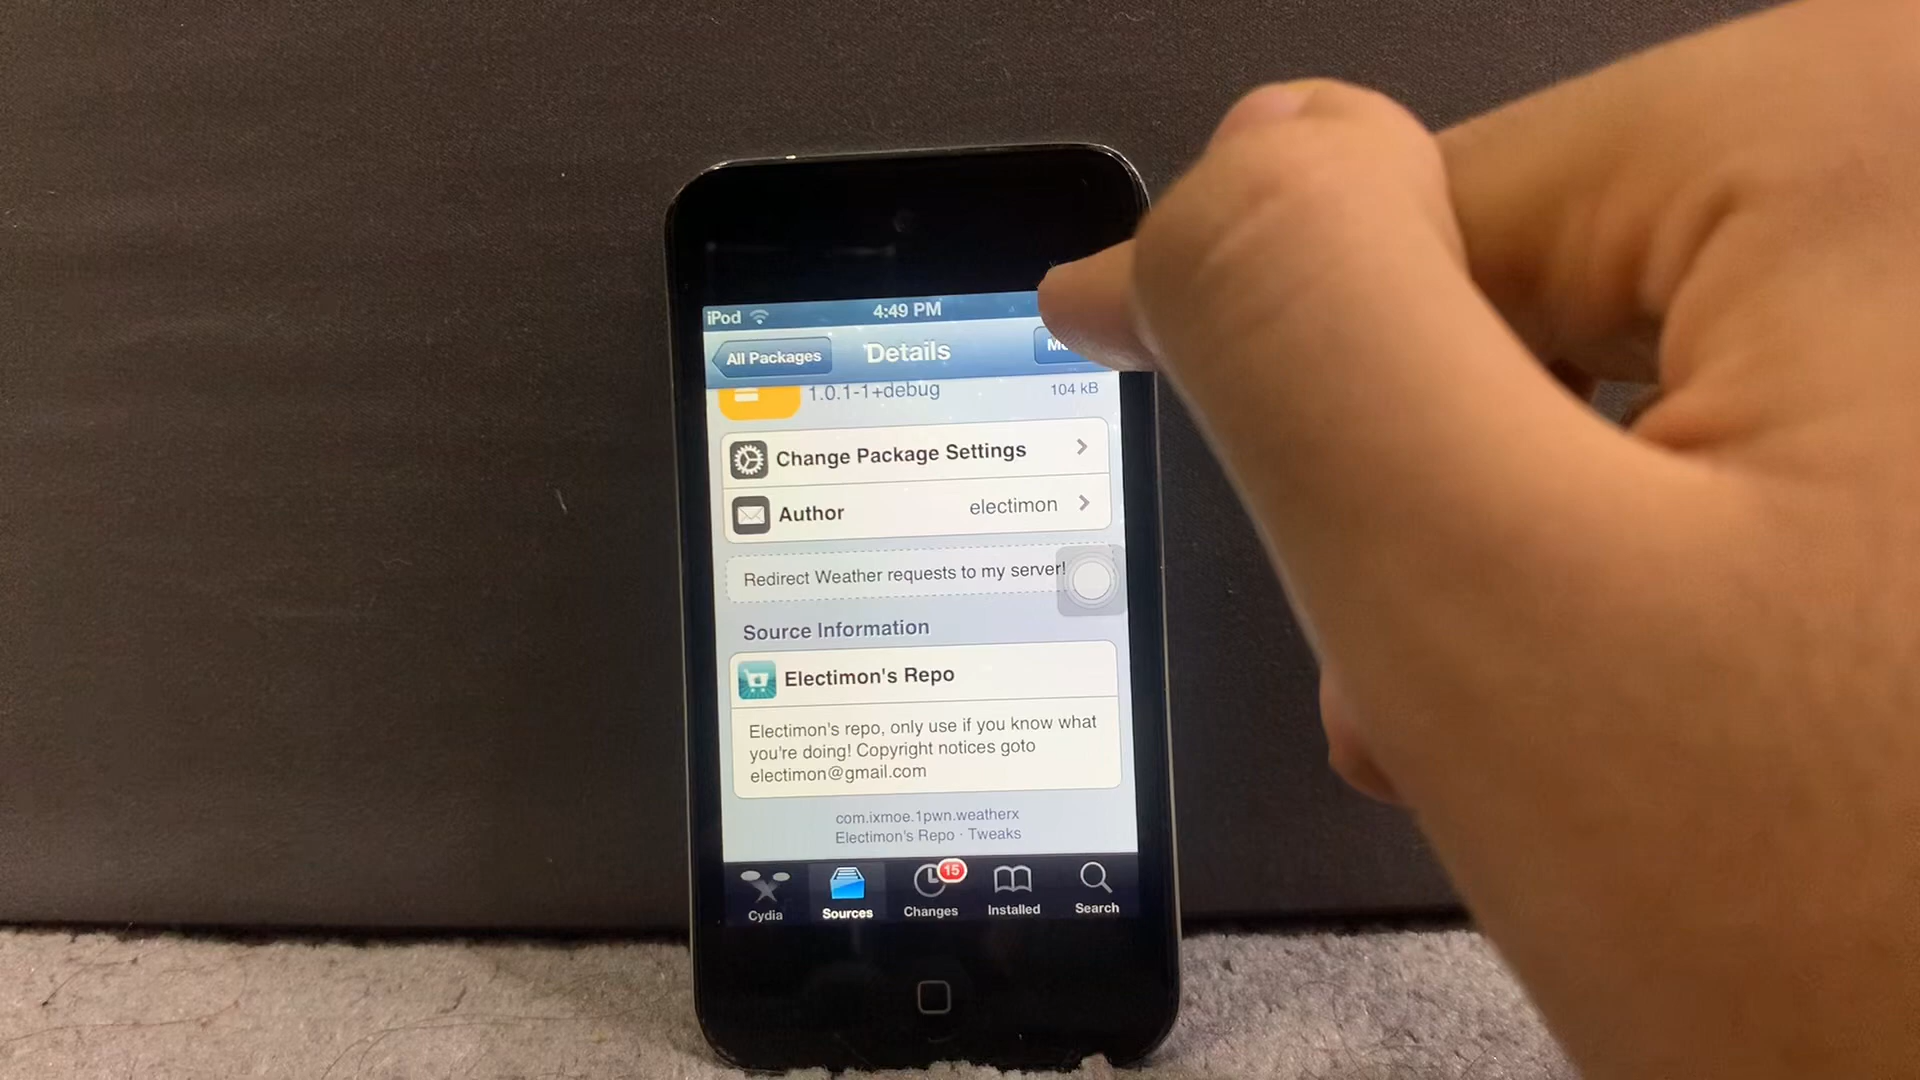 iPod 4:49 PM
All Packages Details
1.0.1-1+debug 104 kB
Change Package Settings
Author electimon
Redirect Weather requests to my server!
Source Information
Electimon's Repo
Electimon's repo, only use if you know what
you're doing! Copyright notices goto
electimon@gmail.com
com.ixmoe.1pwn.weatherx
Electimon's Repo · Tweaks
15
Cydia Sources Changes Installed Search